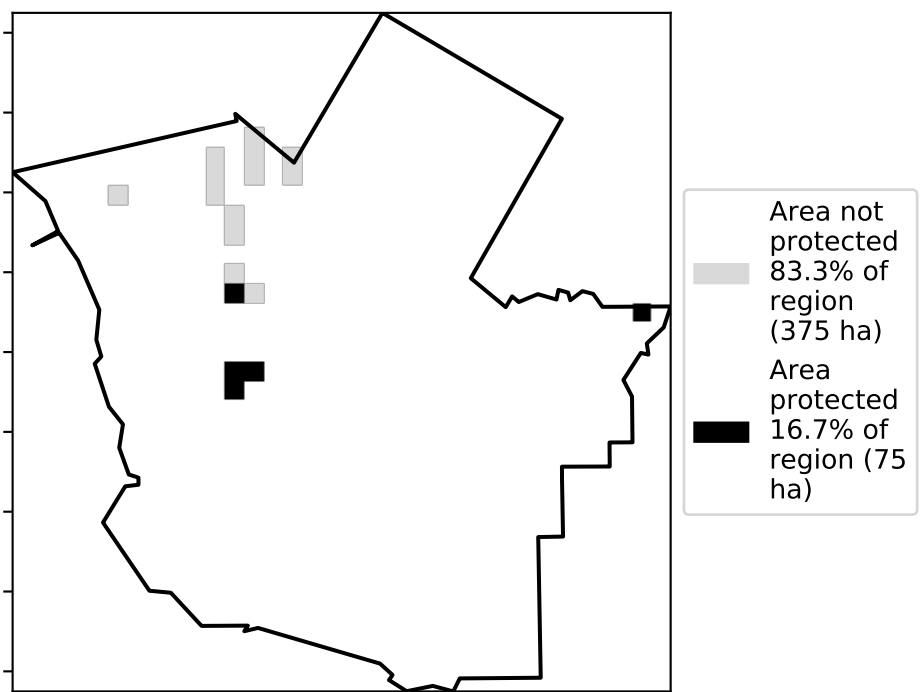 Area not
protected
83.3% of
region
(375 ha)
Area
protected
16.7% of
region (75
ha)